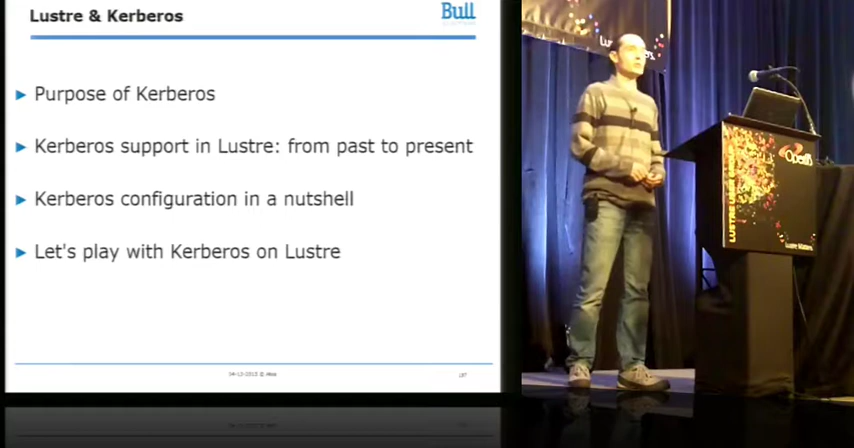 Lustre & Kerberos
Bull
Purpose of Kerberos
Kerberos support in Lustre: from past to present
Kerberos configuration in a nutshell
Let's play with Kerberos on Lustre
OpenSFS